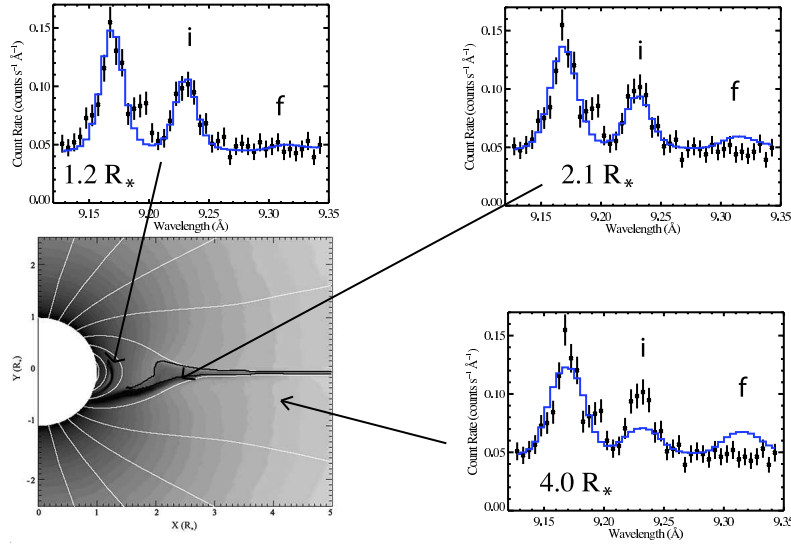 0.15
0.10
0.05
0.00
Count Rate (counts s⁻¹ Å⁻¹)
i
f
1.2 R*
9.15 9.20 9.25 9.30 9.35
Wavelength (Å)
0.15
0.10
0.05
0.00
Count Rate (counts s⁻¹ Å⁻¹)
i
f
2.1 R*
9.15 9.20 9.25 9.30 9.35
Wavelength (Å)
2
1
0
-1
-2
Y (R*)
0 1 2 3 4 5
X (R*)
0.15
0.10
0.05
0.00
Count Rate (counts s⁻¹ Å⁻¹)
i
f
4.0 R*
9.15 9.20 9.25 9.30 9.35
Wavelength (Å)